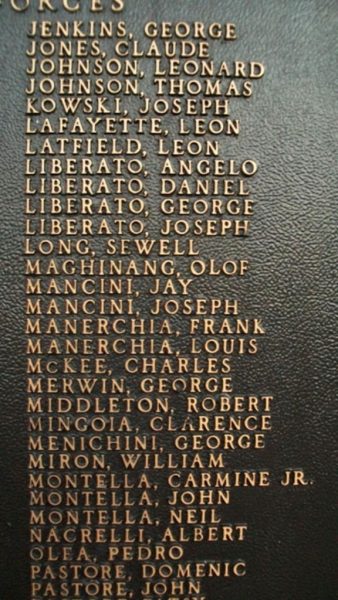 FORCES
JENKINS, GEORGE
JONES, CLAUDE
JOHNSON, LEONARD
JOHNSON, THOMAS
KOWSKI, JOSEPH
LAFAYETTE, LEON
LATFIELD, LEON
LIBERATO, ANGELO
LIBERATO, DANIEL
LIBERATO, GEORGE
LIBERATO, JOSEPH
LONG, SEWELL
MAGHINANG, OLOF
MANCINI, JAY
MANCINI, JOSEPH
MANERCHIA, FRANK
MANERCHIA, LOUIS
McKEE, CHARLES
MERWIN, GEORGE
MIDDLETON, ROBERT
MINGOIA, CLARENCE
MENICHINI, GEORGE
MIRON, WILLIAM
MONTELLA, CARMINE JR.
MONTELLA, JOHN
MONTELLA, NEIL
NACRELLI, ALBERT
OLEA, PEDRO
PASTORE, DOMENIC
PASTORE, JOHN